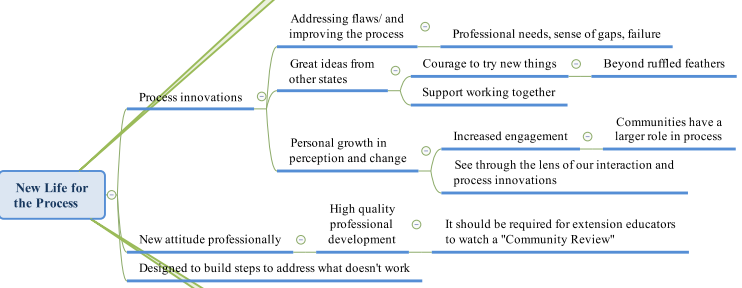 New Life for
the Process
Process innovations
Addressing flaws/ and
improving the process
Professional needs, sense of gaps, failure
Great ideas from
other states
Courage to try new things
Beyond ruffled feathers
Support working together
Personal growth in
perception and change
Increased engagement
Communities have a
larger role in process
See through the lens of our interaction and
process innovations
New attitude professionally
High quality
professional
development
It should be required for extension educators
to watch a "Community Review"
Designed to build steps to address what doesn't work